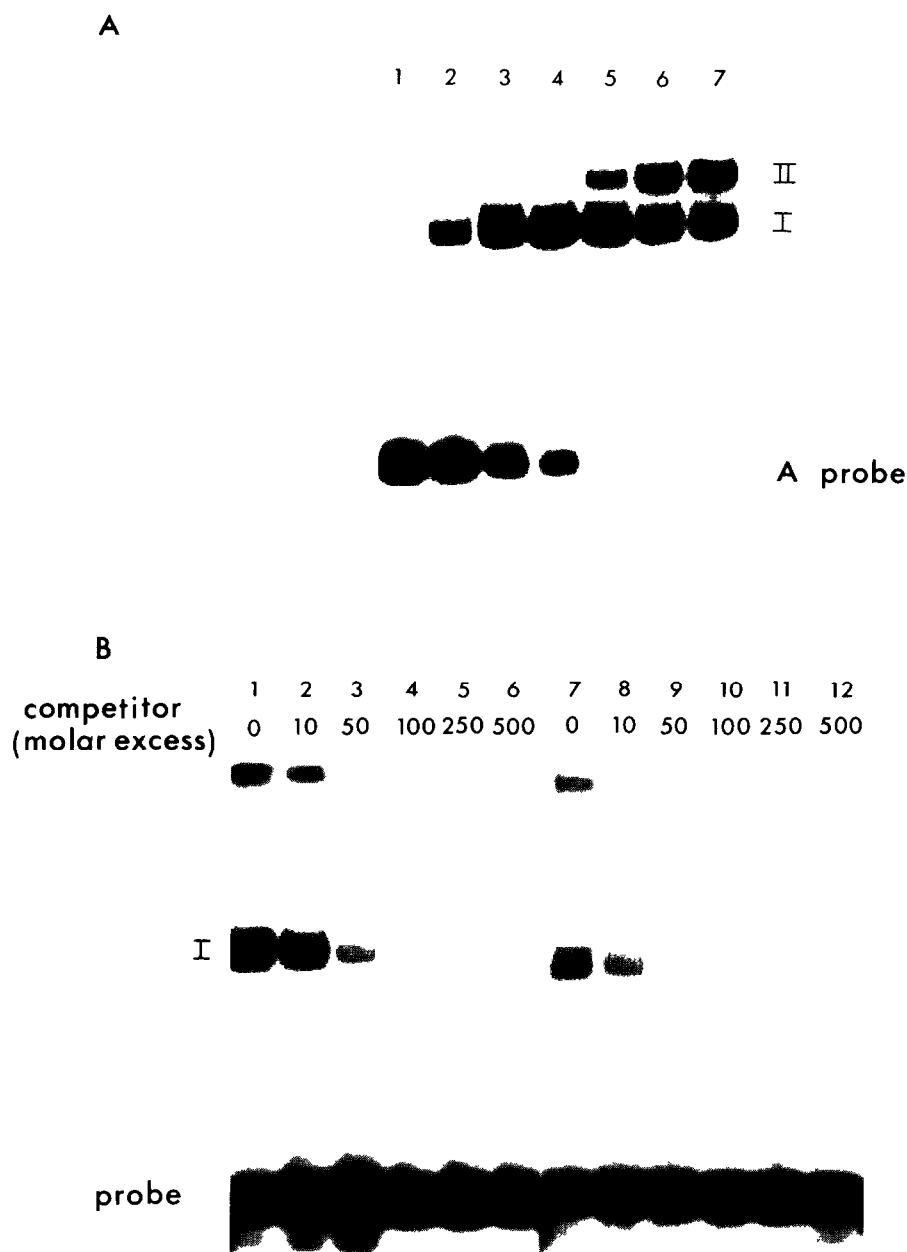 A
1 2 3 4 5 6 7
II
I
A probe
B
1 2 3 4 5 6 7 8 9 10 11 12
competitor
(molar excess) 0 10 50 100 250 500 0 10 50 100 250 500
I
probe